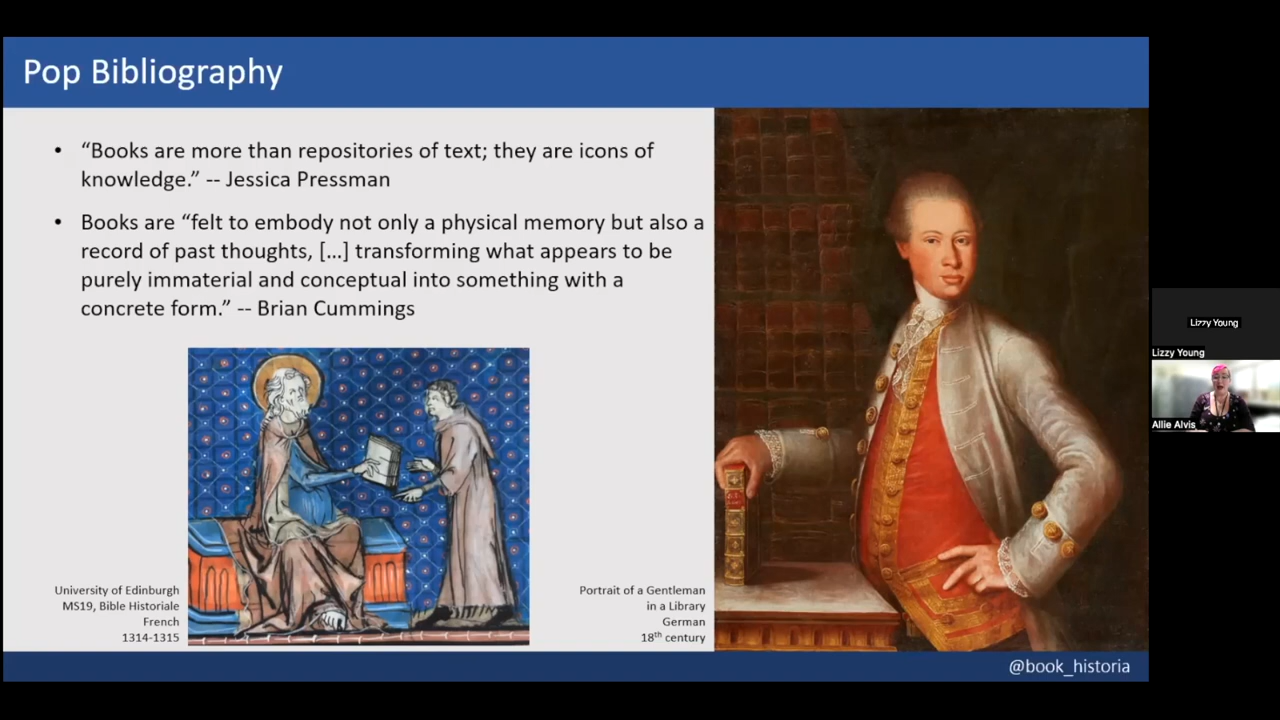 Pop Bibliography
• “Books are more than repositories of text; they are icons of
knowledge.” -- Jessica Pressman
• Books are “felt to embody not only a physical memory but also a
record of past thoughts, [...] transforming what appears to be
purely immaterial and conceptual into something with a
concrete form.” -- Brian Cummings
University of Edinburgh
MS19, Bible Historiale
French
1314-1315
Portrait of a Gentleman
in a Library
German
18th century
@book_historia
Lizzy Young
Lizzy Young
Allie Alvis